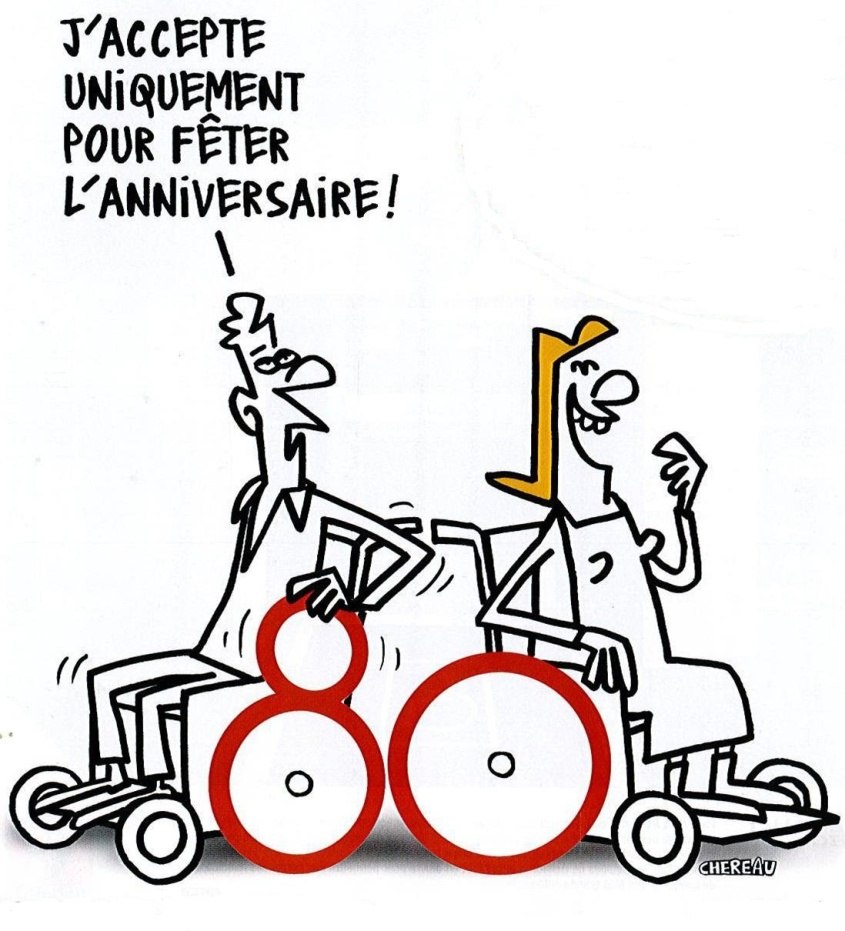 J'ACCEPTE
UNiQUEMENT
POUR FÊTER
L'ANNiVERSAiRE!
80
CHEREAU